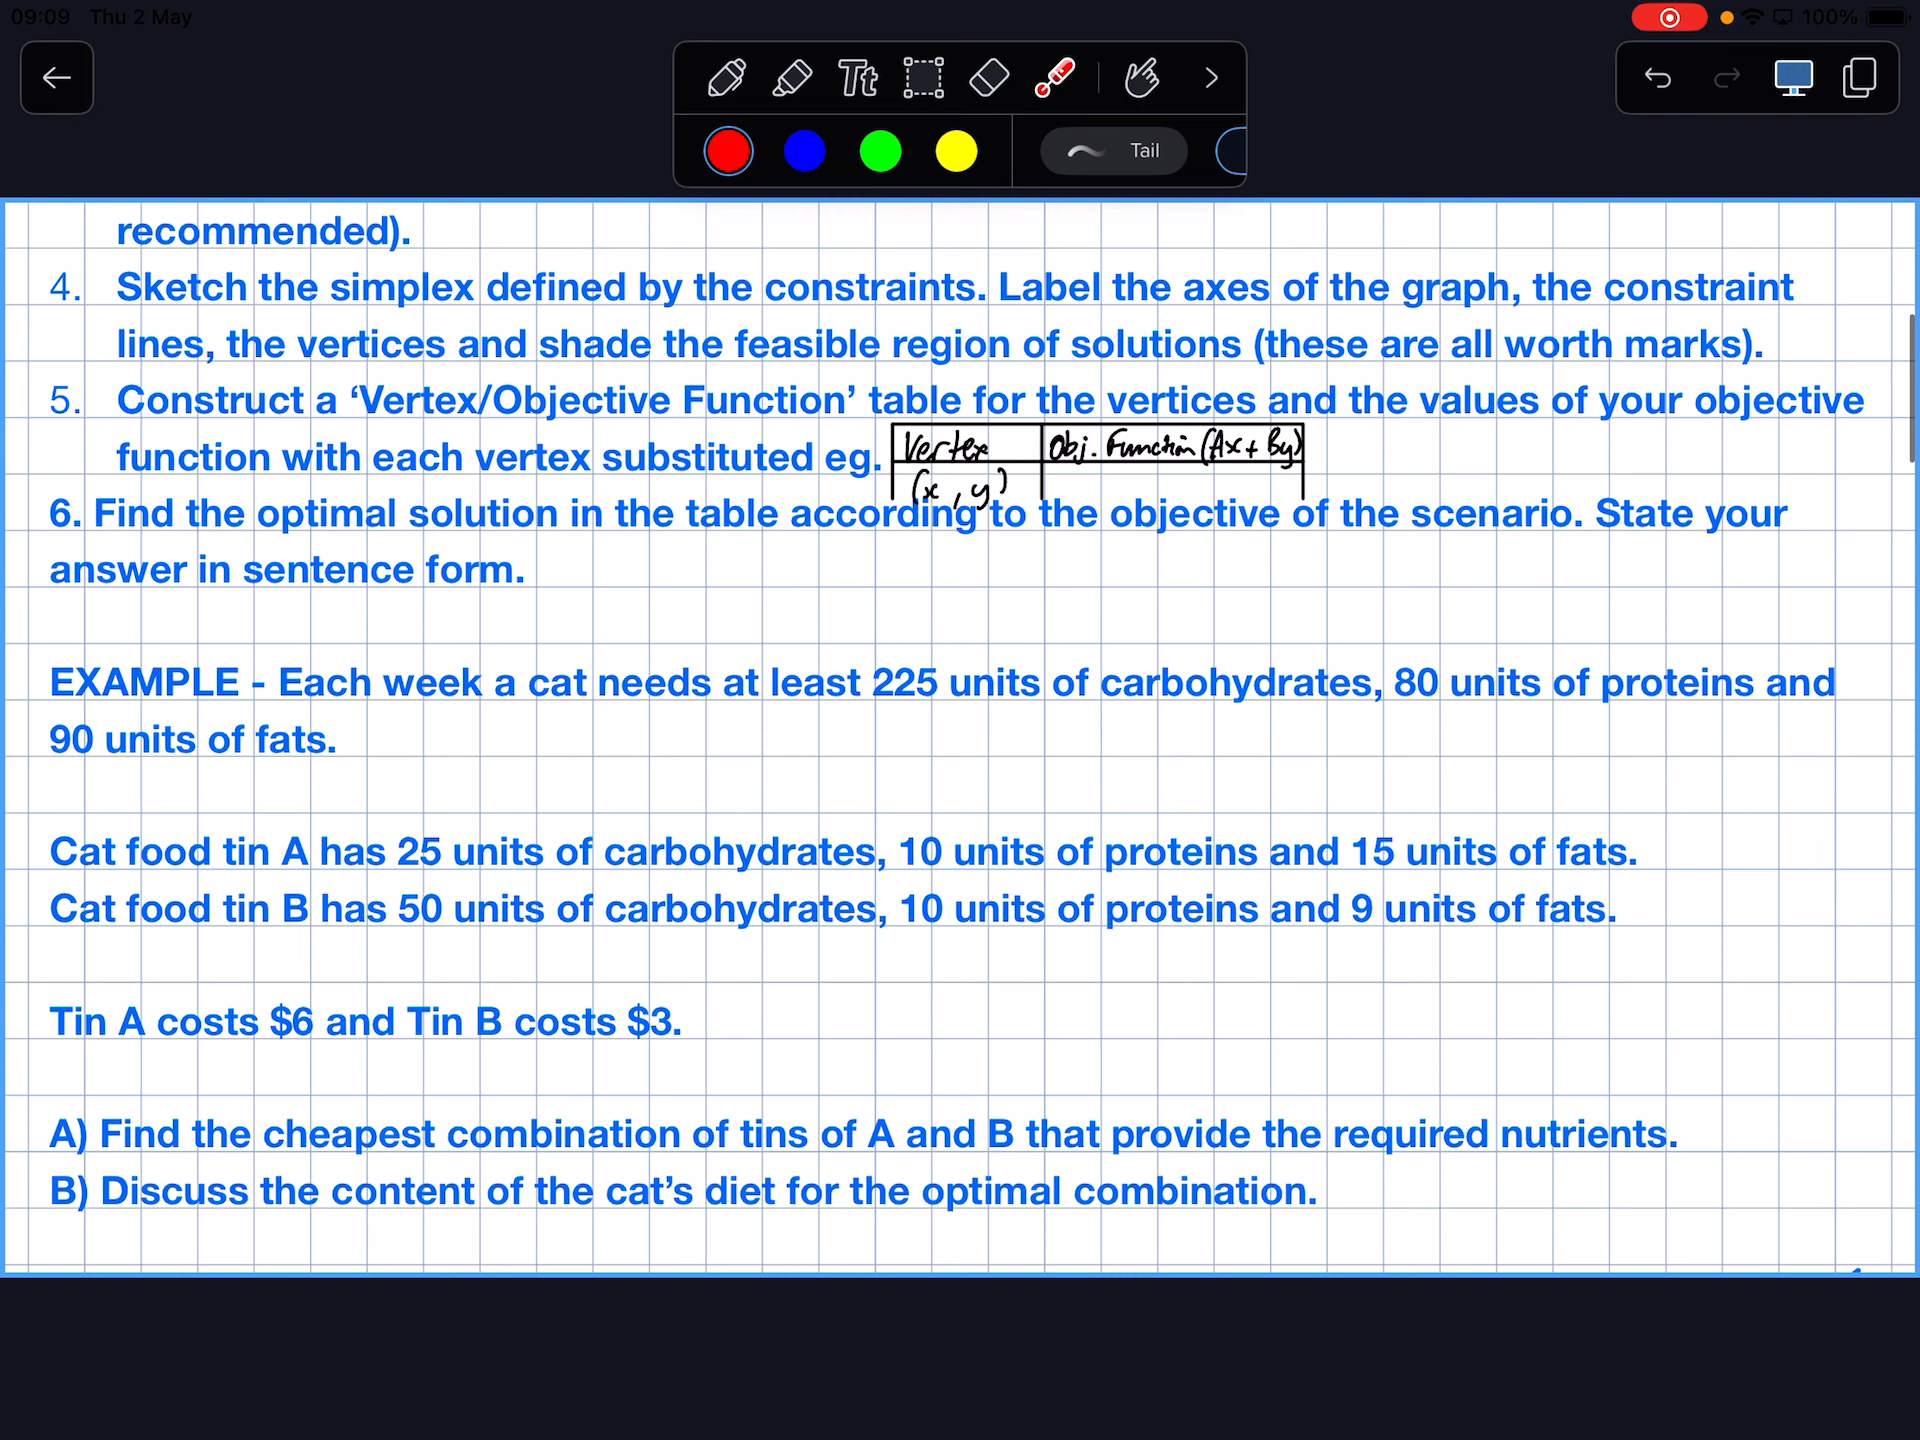 09:09 Thu 2 May
100%
Tt
Tail
recommended).
4. Sketch the simplex defined by the constraints. Label the axes of the graph, the constraint
lines, the vertices and shade the feasible region of solutions (these are all worth marks).
5. Construct a ‘Vertex/Objective Function’ table for the vertices and the values of your objective
function with each vertex substituted eg.
Vertex Obj. Function (Ax + By)
(x, y)
6. Find the optimal solution in the table according to the objective of the scenario. State your
answer in sentence form.
EXAMPLE - Each week a cat needs at least 225 units of carbohydrates, 80 units of proteins and
90 units of fats.
Cat food tin A has 25 units of carbohydrates, 10 units of proteins and 15 units of fats.
Cat food tin B has 50 units of carbohydrates, 10 units of proteins and 9 units of fats.
Tin A costs $6 and Tin B costs $3.
A) Find the cheapest combination of tins of A and B that provide the required nutrients.
B) Discuss the content of the cat’s diet for the optimal combination.